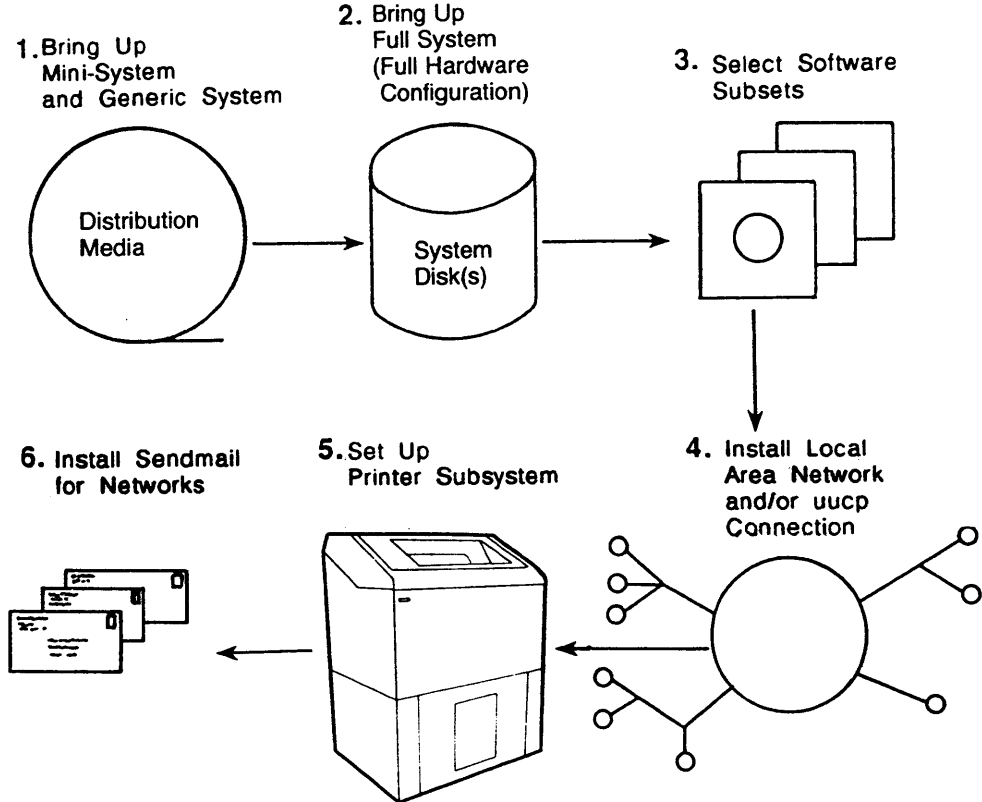 1. Bring Up
Mini-System
and Generic System
Distribution
Media
2. Bring Up
Full System
(Full Hardware
Configuration)
System
Disk(s)
3. Select Software
Subsets
4. Install Local
Area Network
and/or uucp
Connection
5. Set Up
Printer Subsystem
6. Install Sendmail
for Networks